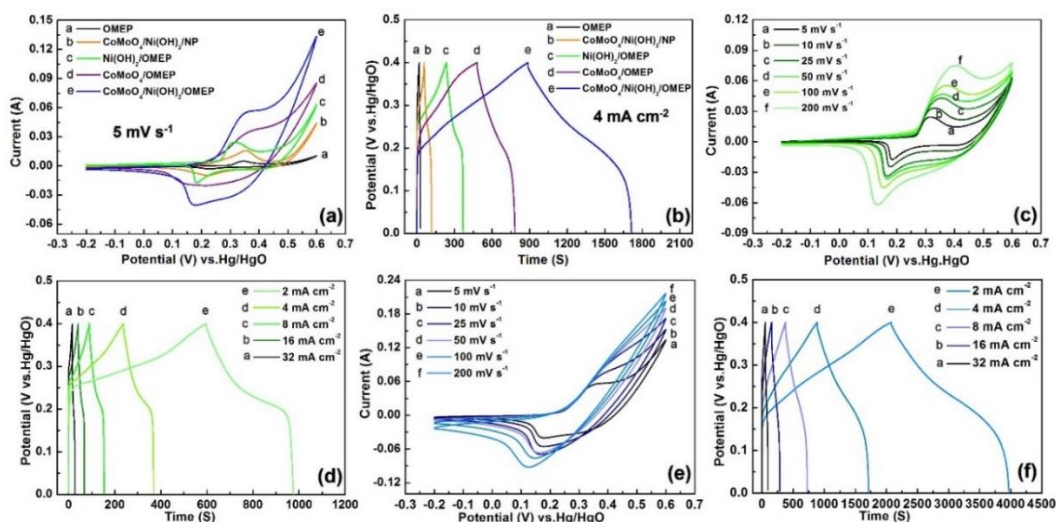 a OMEP
b CoMoO4/Ni(OH)2/NP
c Ni(OH)2/OMEP
d CoMoO4/OMEP
e CoMoO4/Ni(OH)2/OMEP
5 mV s-1
e
d
c
b
a
(a)
Current (A)
0.15
0.12
0.09
0.06
0.03
0.00
-0.03
-0.06
-0.3 -0.2 -0.1 0.0 0.1 0.2 0.3 0.4 0.5 0.6 0.7
Potential (V) vs.Hg/HgO
a b c d e
a OMEP
b CoMoO4/Ni(OH)2/NP
c Ni(OH)2/OMEP
d CoMoO4/OMEP
e CoMoO4/Ni(OH)2/OMEP
4 mA cm-2
(b)
Potential (V vs.Hg/HgO)
0.5
0.4
0.3
0.2
0.1
0.0
0 300 600 900 1200 1500 1800 2100
Time (S)
a 5 mV s-1
b 10 mV s-1
c 25 mV s-1
d 50 mV s-1
e 100 mV s-1
f 200 mV s-1
f
e
d
c
b
a
(c)
Current (A)
0.12
0.09
0.06
0.03
0.00
-0.03
-0.06
-0.09
-0.3 -0.2 -0.1 0.0 0.1 0.2 0.3 0.4 0.5 0.6 0.7
Potential (V) vs.Hg.HgO
a b c d e
e 2 mA cm-2
d 4 mA cm-2
c 8 mA cm-2
b 16 mA cm-2
a 32 mA cm-2
(d)
Potential (V vs.Hg/HgO)
0.5
0.4
0.3
0.2
0.1
0.0
0 200 400 600 800 1000 1200
Time (S)
a 5 mV s-1
b 10 mV s-1
c 25 mV s-1
d 50 mV s-1
e 100 mV s-1
f 200 mV s-1
f
e
d
c
b
a
(e)
Current (A)
0.24
0.18
0.12
0.06
0.00
-0.06
-0.12
-0.3 -0.2 -0.1 0.0 0.1 0.2 0.3 0.4 0.5 0.6 0.7
Potential (V) vs.Hg/HgO
a b c d e
e 2 mA cm-2
d 4 mA cm-2
c 8 mA cm-2
b 16 mA cm-2
a 32 mA cm-2
(f)
Potential (V vs.Hg/HgO)
0.5
0.4
0.3
0.2
0.1
0.0
0 500 1000 1500 2000 2500 3000 3500 4000 4500
Time (S)